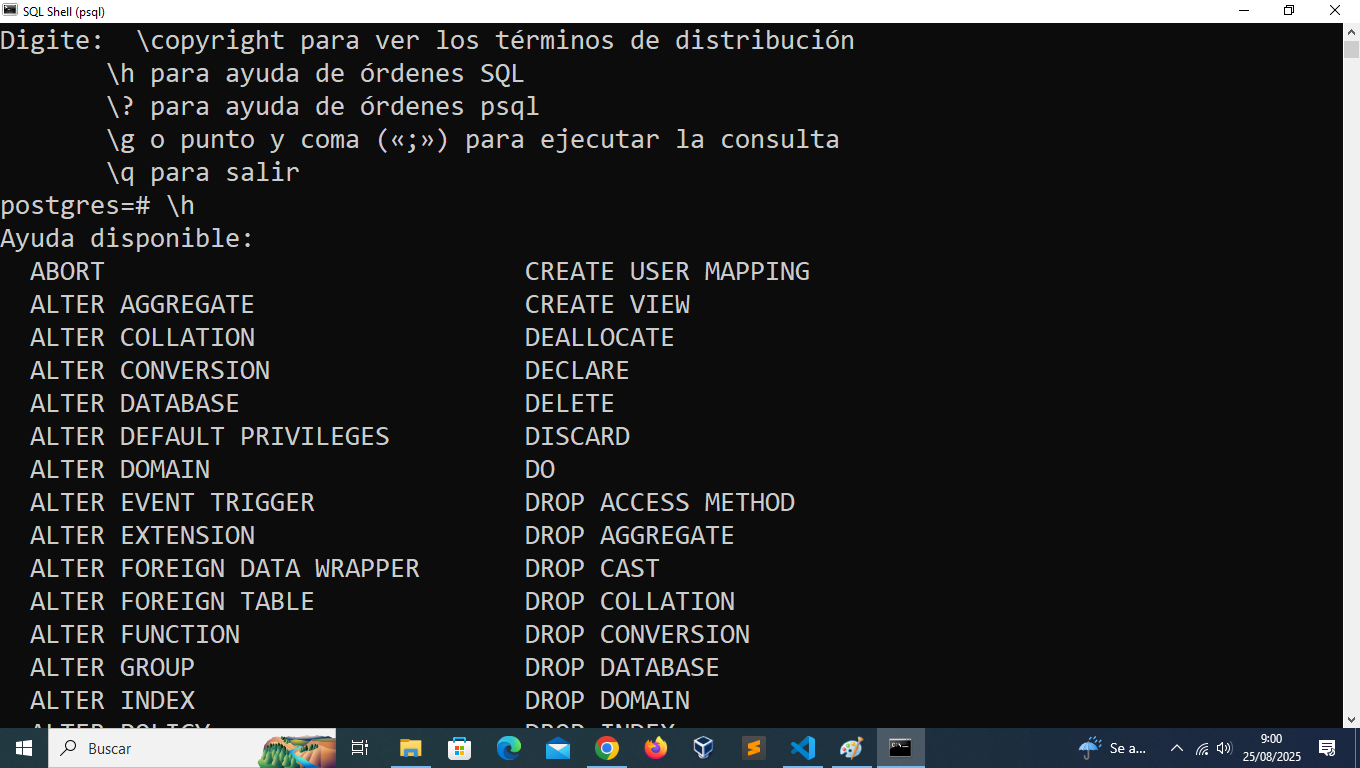 SQL Shell (psql)
Digite: \copyright para ver los términos de distribución
\h para ayuda de órdenes SQL
\? para ayuda de órdenes psql
\g o punto y coma («;») para ejecutar la consulta
\q para salir
postgres=# \h
Ayuda disponible:
ABORT CREATE USER MAPPING
ALTER AGGREGATE CREATE VIEW
ALTER COLLATION DEALLOCATE
ALTER CONVERSION DECLARE
ALTER DATABASE DELETE
ALTER DEFAULT PRIVILEGES DISCARD
ALTER DOMAIN DO
ALTER EVENT TRIGGER DROP ACCESS METHOD
ALTER EXTENSION DROP AGGREGATE
ALTER FOREIGN DATA WRAPPER DROP CAST
ALTER FOREIGN TABLE DROP COLLATION
ALTER FUNCTION DROP CONVERSION
ALTER GROUP DROP DATABASE
ALTER INDEX DROP DOMAIN
ALTER POLICY DROP INDEX
Buscar
Se a...
9:00
25/08/2025